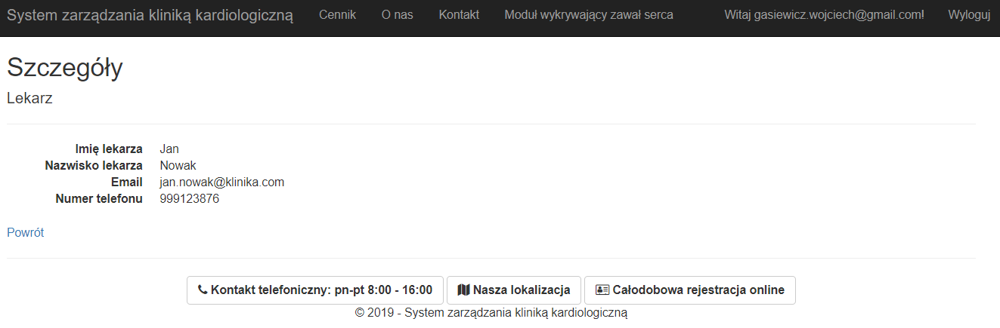 System zarządzania kliniką kardiologiczną Cennik O nas Kontakt Moduł wykrywający zawał serca Witaj gasiewicz.wojciech@gmail.com! Wyloguj
Szczegóły
Lekarz
Imię lekarza Jan
Nazwisko lekarza Nowak
Email jan.nowak@klinika.com
Numer telefonu 999123876
Powrót
Kontakt telefoniczny: pn-pt 8:00 - 16:00 Nasza lokalizacja Całodobowa rejestracja online
© 2019 - System zarządzania kliniką kardiologiczną